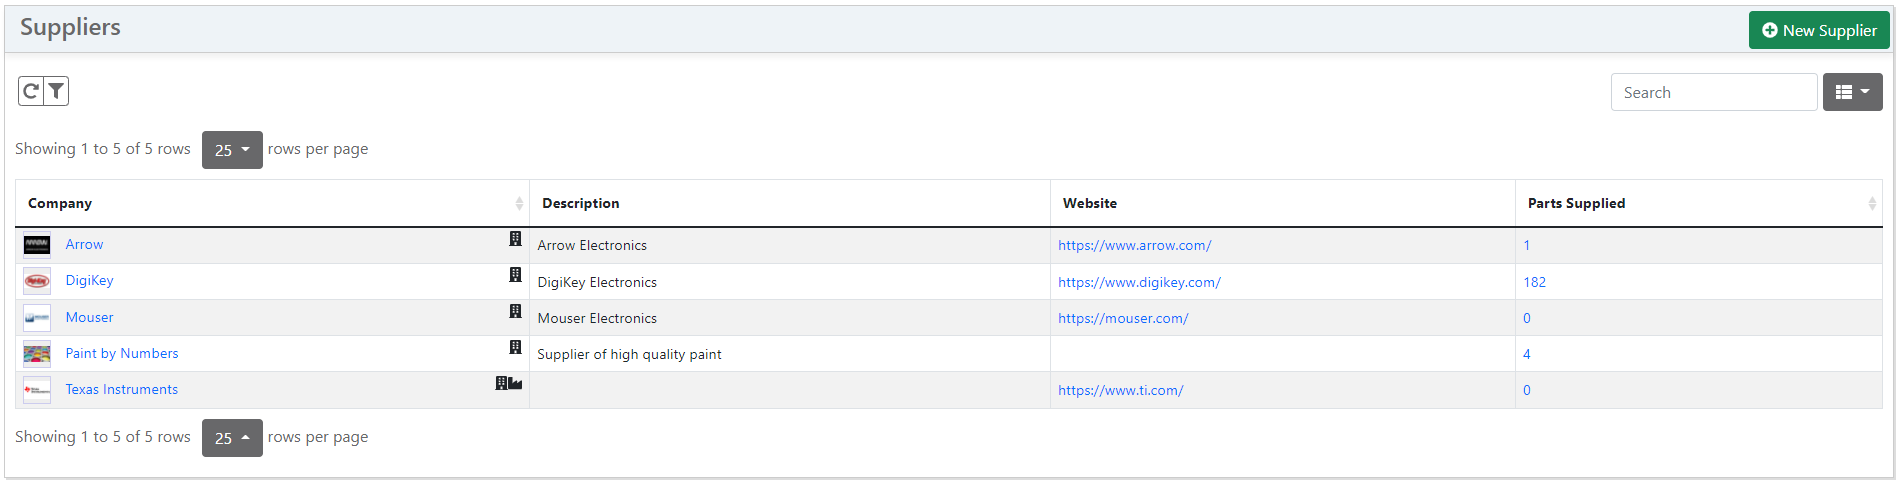 Suppliers
New Supplier
Search
Showing 1 to 5 of 5 rows 25 rows per page
Company Description Website Parts Supplied
Arrow Arrow Electronics https://www.arrow.com/ 1
DigiKey DigiKey Electronics https://www.digikey.com/ 182
Mouser Mouser Electronics https://mouser.com/ 0
Paint by Numbers Supplier of high quality paint 4
Texas Instruments https://www.ti.com/ 0
Showing 1 to 5 of 5 rows 25 rows per page